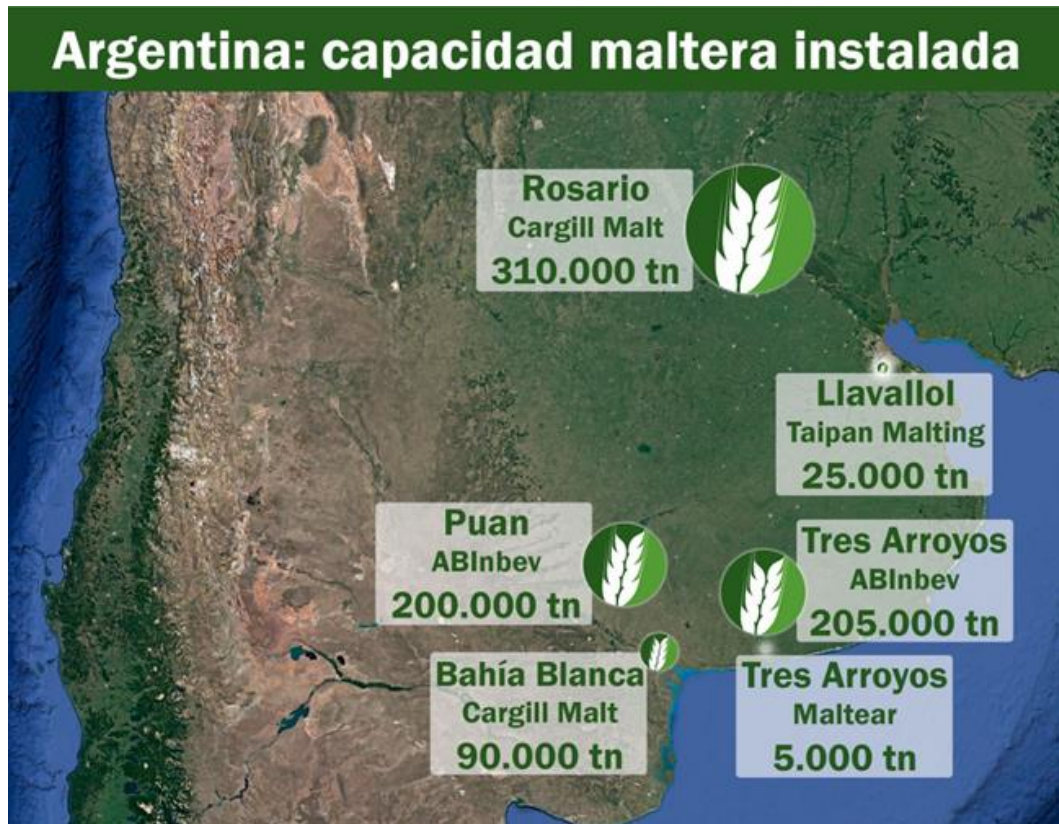 Argentina: capacidad maltera instalada
Rosario
Cargill Malt
310.000 tn
Llavallol
Taipan Malting
25.000 tn
Puan
ABInbev
200.000 tn
Tres Arroyos
ABInbev
205.000 tn
Bahía Blanca
Cargill Malt
90.000 tn
Tres Arroyos
Maltear
5.000 tn